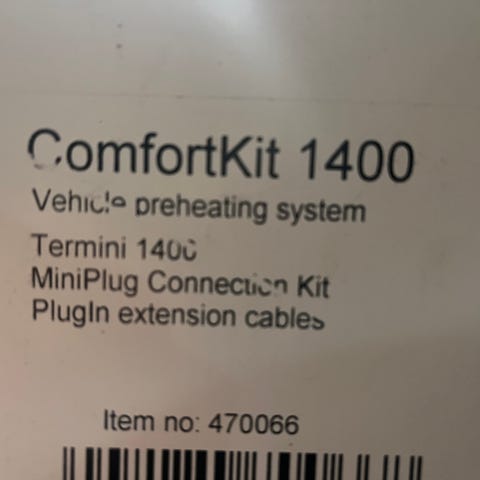 ComfortKit 1400
Vehicle preheating system
Termini 1400
MiniPlug Connection Kit
PlugIn extension cables
Item no: 470066